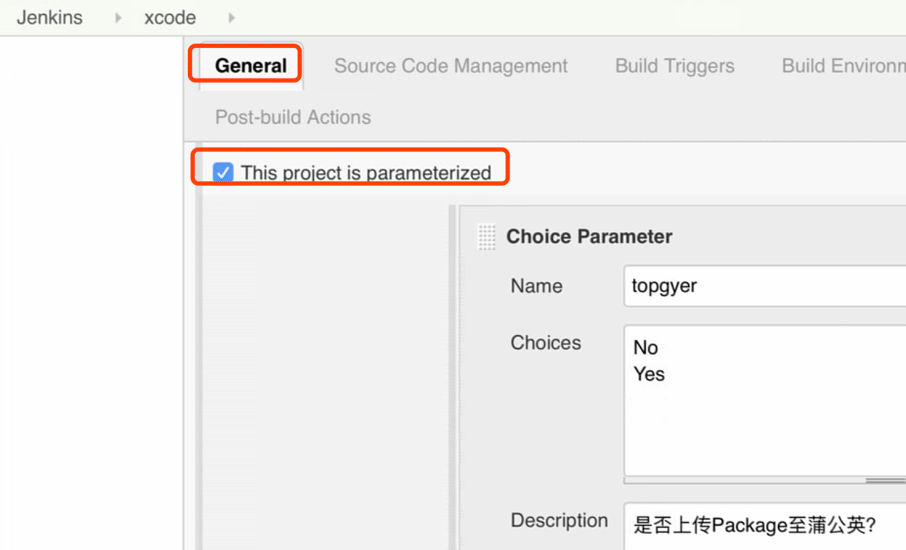 Jenkins xcode
General Source Code Management Build Triggers
Post-build Actions
This project is parameterized
Choice Parameter
Name topgyer
Choices No
Yes
Description 是否上传Package至蒲公英?